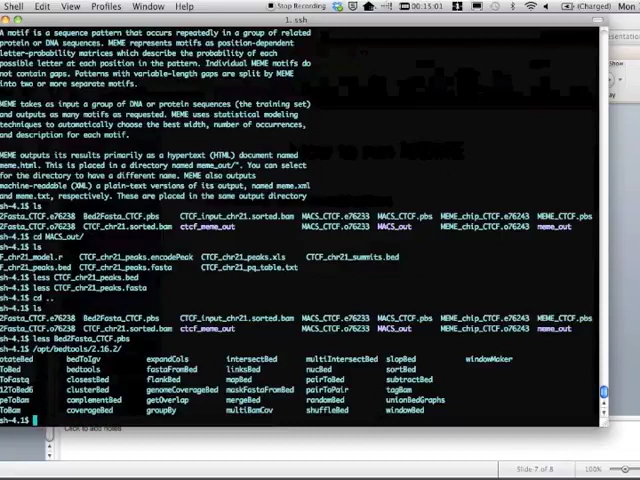 Shell Edit View Profiles Window Help Stop Recording 00:15:01 (Charged) Mon
1. ssh
A motif is a sequence pattern that occurs repeatedly in a group of related
protein or DNA sequences. MEME represents motifs as position-dependent
letter-probability matrices which describe the probability of each
possible letter at each position in the pattern. Individual MEME motifs do
not contain gaps. Patterns with variable-length gaps are split by MEME
into two or more separate motifs.
MEME takes as input a group of DNA or protein sequences (the training set)
and outputs as many motifs as requested. MEME uses statistical modeling
techniques to automatically choose the best width, number of occurrences,
and description for each motif.
MEME outputs its results primarily as a hypertext (HTML) document named
meme.html. This is placed in a directory named meme_out/". You can select
for the directory to have a different name. MEME also outputs
machine-readable (XML) a plain-text versions of its output, named meme.xml
and meme.txt, respectively. These are placed in the same output directory
sh-4.1$ ls
2Fasta_CTCF.e76238 Bed2Fasta_CTCF.pbs CTCF_input_chr21.sorted.bam MACS_CTCF.e76233 MACS_CTCF.pbs MEME_chip_CTCF.e76243 MEME_CTCF.pbs
2Fasta_CTCF.o76238 CTCF_chr21.sorted.bam ctcf_meme_out MACS_CTCF.o76233 MACS_out MEME_chip_CTCF.o76243 meme_out
sh-4.1$ cd MACS_out/
sh-4.1$ ls
F_chr21_model.r CTCF_chr21_peaks.encodePeak CTCF_chr21_peaks.xls CTCF_chr21_summits.bed
F_chr21_peaks.bed CTCF_chr21_peaks.fasta CTCF_chr21_pq_table.txt
sh-4.1$ less CTCF_chr21_peaks.bed
sh-4.1$ less CTCF_chr21_peaks.fasta
sh-4.1$ cd ..
sh-4.1$ ls
2Fasta_CTCF.e76238 Bed2Fasta_CTCF.pbs CTCF_input_chr21.sorted.bam MACS_CTCF.e76233 MACS_CTCF.pbs MEME_chip_CTCF.e76243 MEME_CTCF.pbs
2Fasta_CTCF.o76238 CTCF_chr21.sorted.bam ctcf_meme_out MACS_CTCF.o76233 MACS_out MEME_chip_CTCF.o76243 meme_out
sh-4.1$ less Bed2Fasta_CTCF.pbs
sh-4.1$ /opt/bedtools/2.16.2/
otateBed bedToIgv expandCols intersectBed multiIntersectBed slopBed windowMaker
ToBed bedtools fastaFromBed linksBed nucBed sortBed
ToFastq closestBed flankBed mapBed pairToBed subtractBed
12ToBed6 clusterBed genomeCoverageBed maskFastaFromBed pairToPair tagBam
peToBam complementBed getOverlap mergeBed randomBed unionBedGraphs
ToBam coverageBed groupBy multiBamCov shuffleBed windowBed
sh-4.1$
Click to add notes
Slide 7 of 8 100%